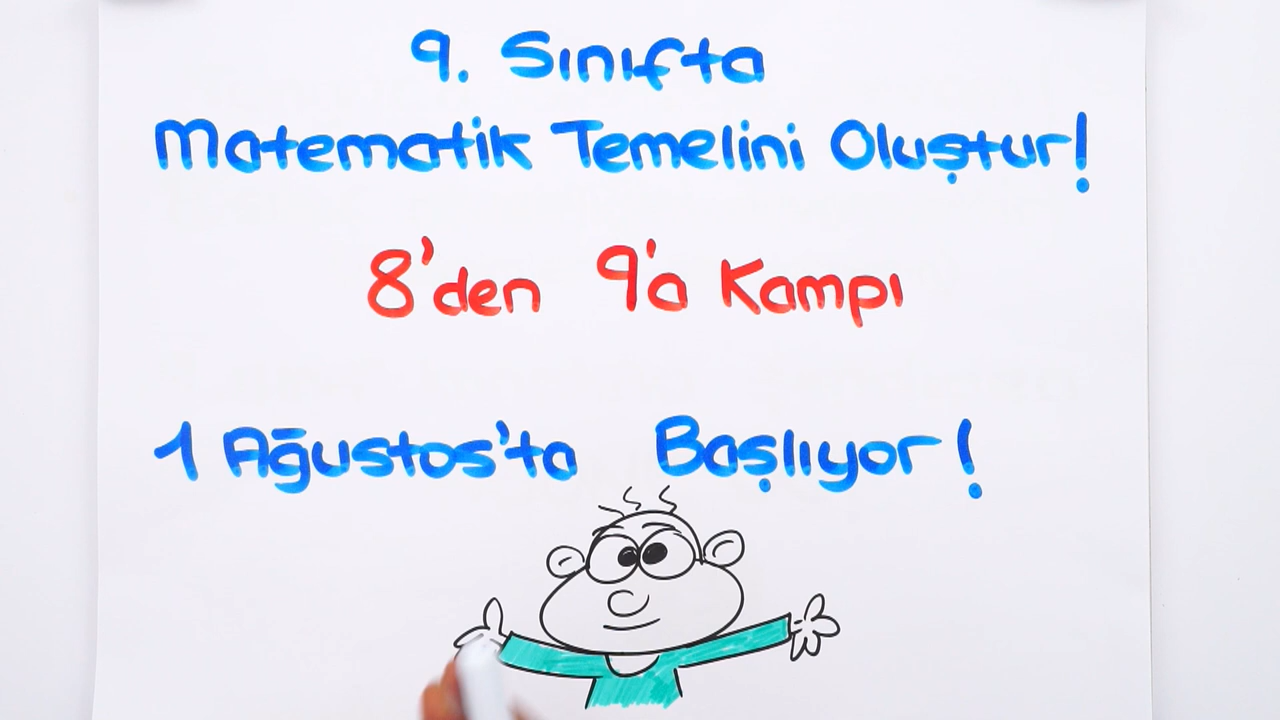 9. Sınıfta
Matematik Temelini Oluştur!
8'den 9'a Kampı
1 Ağustos'ta Başlıyor!